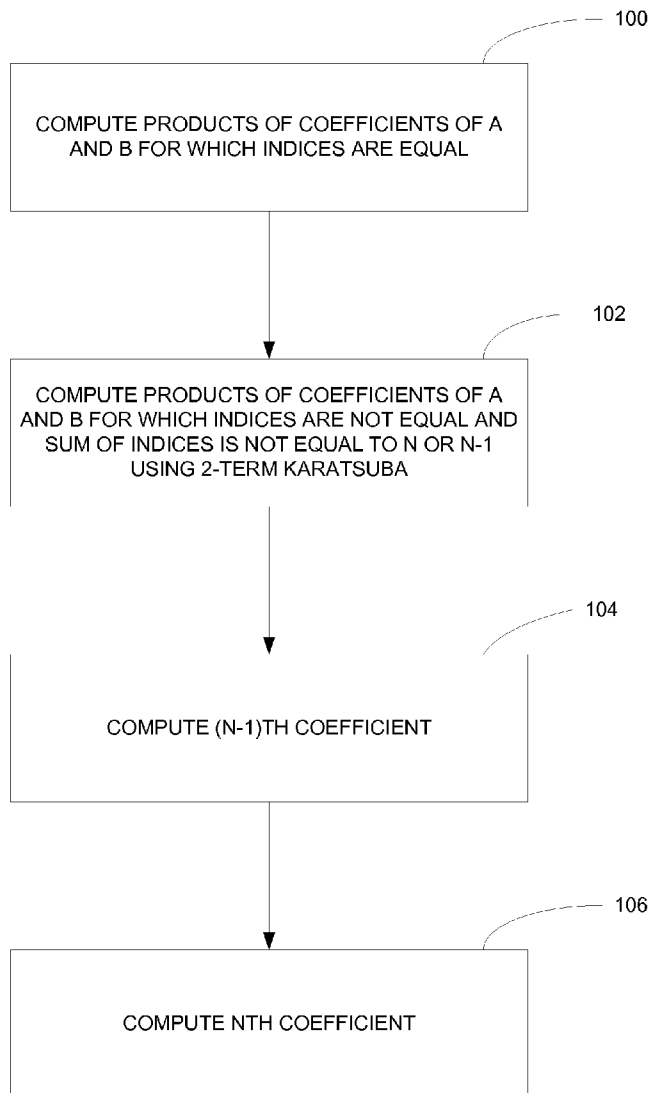 100
COMPUTE PRODUCTS OF COEFFICIENTS OF A
AND B FOR WHICH INDICES ARE EQUAL
102
COMPUTE PRODUCTS OF COEFFICIENTS OF A
AND B FOR WHICH INDICES ARE NOT EQUAL AND
SUM OF INDICES IS NOT EQUAL TO N OR N-1
USING 2-TERM KARATSUBA
104
COMPUTE (N-1)TH COEFFICIENT
106
COMPUTE NTH COEFFICIENT